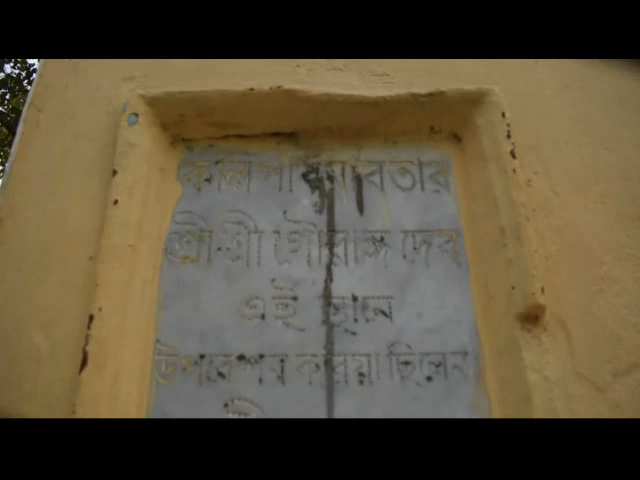 কলি পাবনাবতার
শ্রী শ্রী গৌরাঙ্গ দেব
এই স্থানে
উপবেশন করিয়া ছিলেন